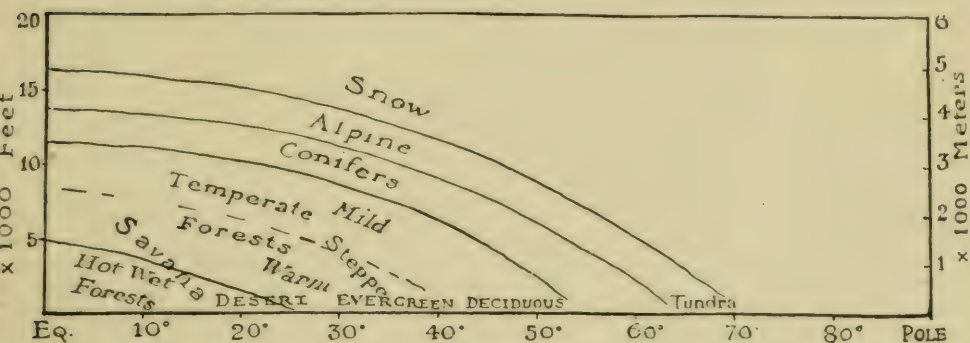 20
15
10
5
× 1000 Feet
6
5
4
3
2
1
× 1000 Meters
Snow
Alpine
Conifers
Temperate Mild
Forests Steppe
Savana Warm
Hot Wet
Forests
DESERT EVERGREEN DECIDUOUS Tundra
EQ. 10° 20° 30° 40° 50° 60° 70° 80° POLE